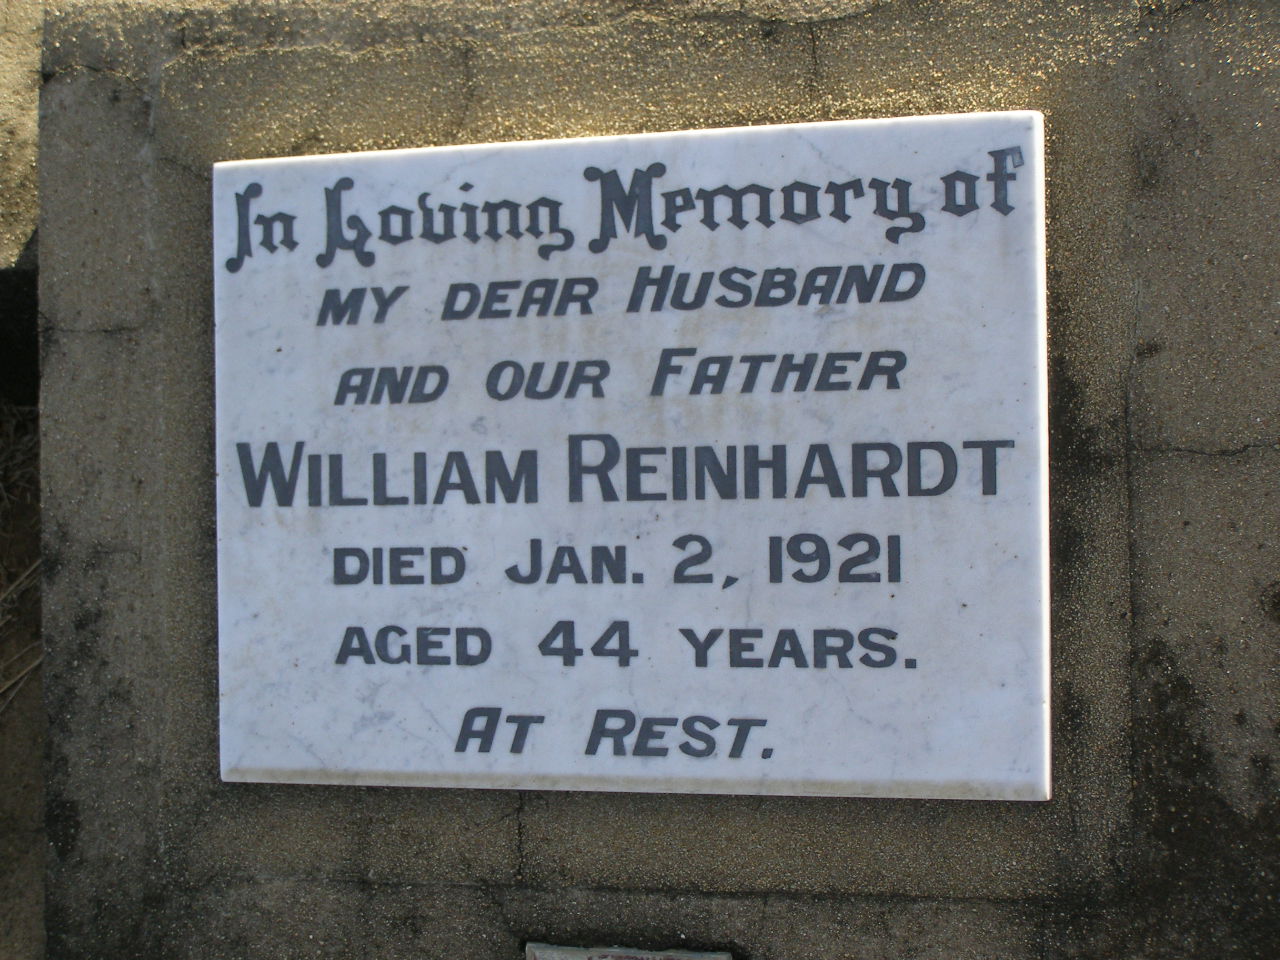 In Loving Memory of
MY DEAR HUSBAND
AND OUR FATHER
WILLIAM REINHARDT
DIED JAN. 2, 1921
AGED 44 YEARS.
AT REST.